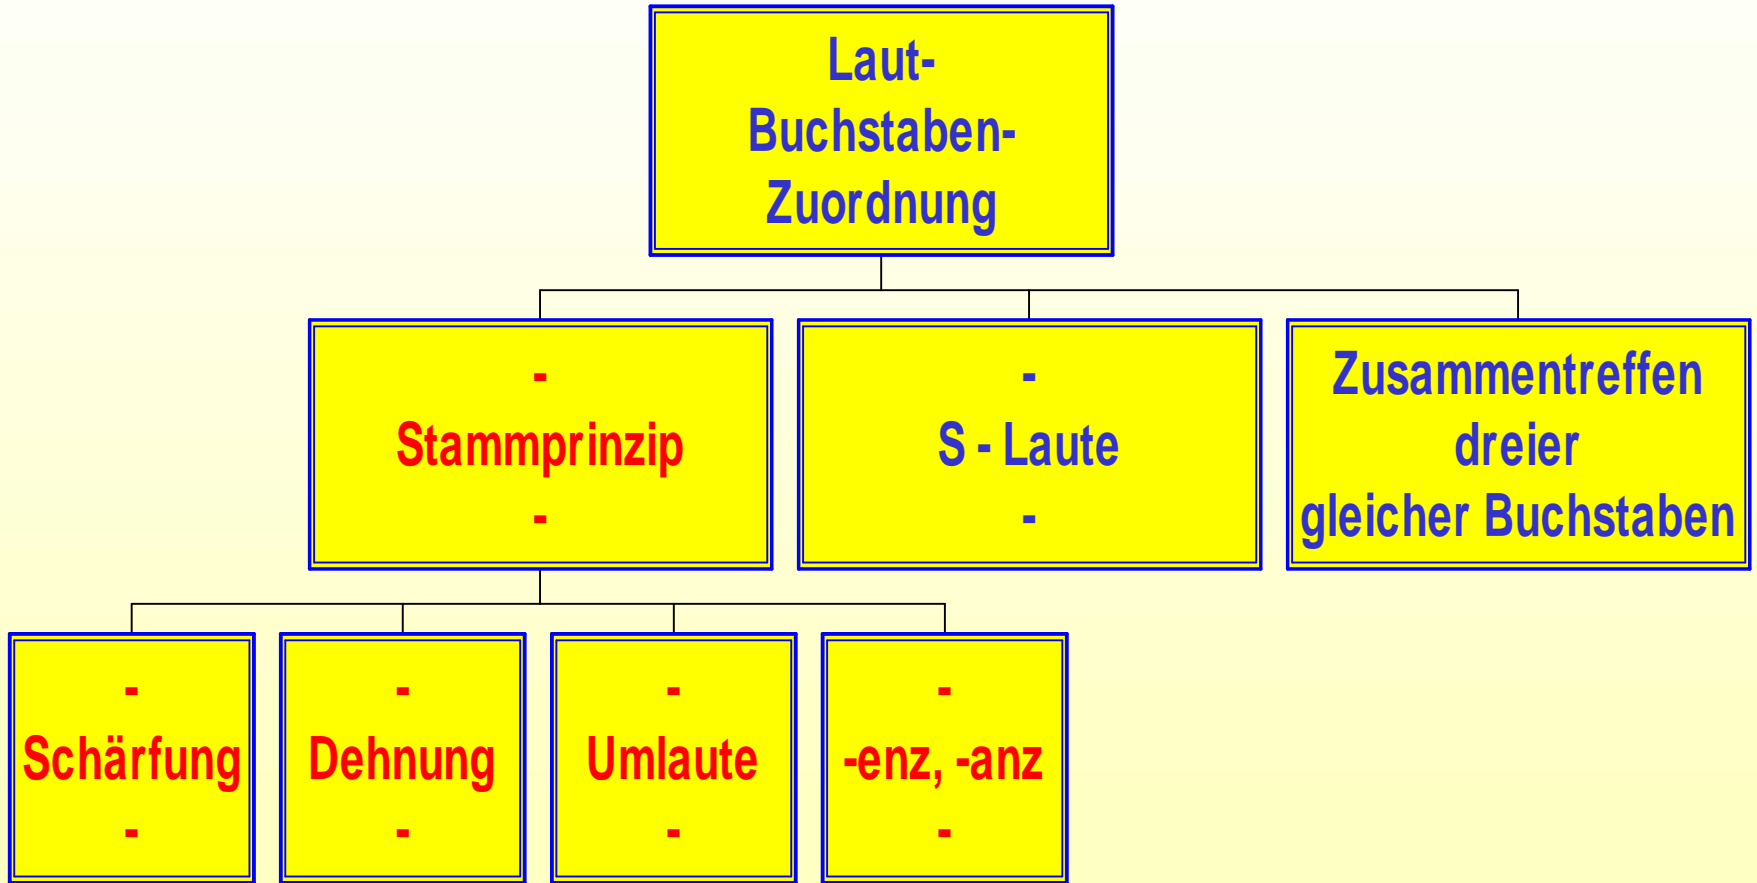 Laut-
Buchstaben-
Zuordnung
-
Stammprinzip
-
-
S - Laute
-
Zusammentreffen
dreier
gleicher Buchstaben
-
Schärfung
-
-
Dehnung
-
-
Umlaute
-
-
-enz, -anz
-